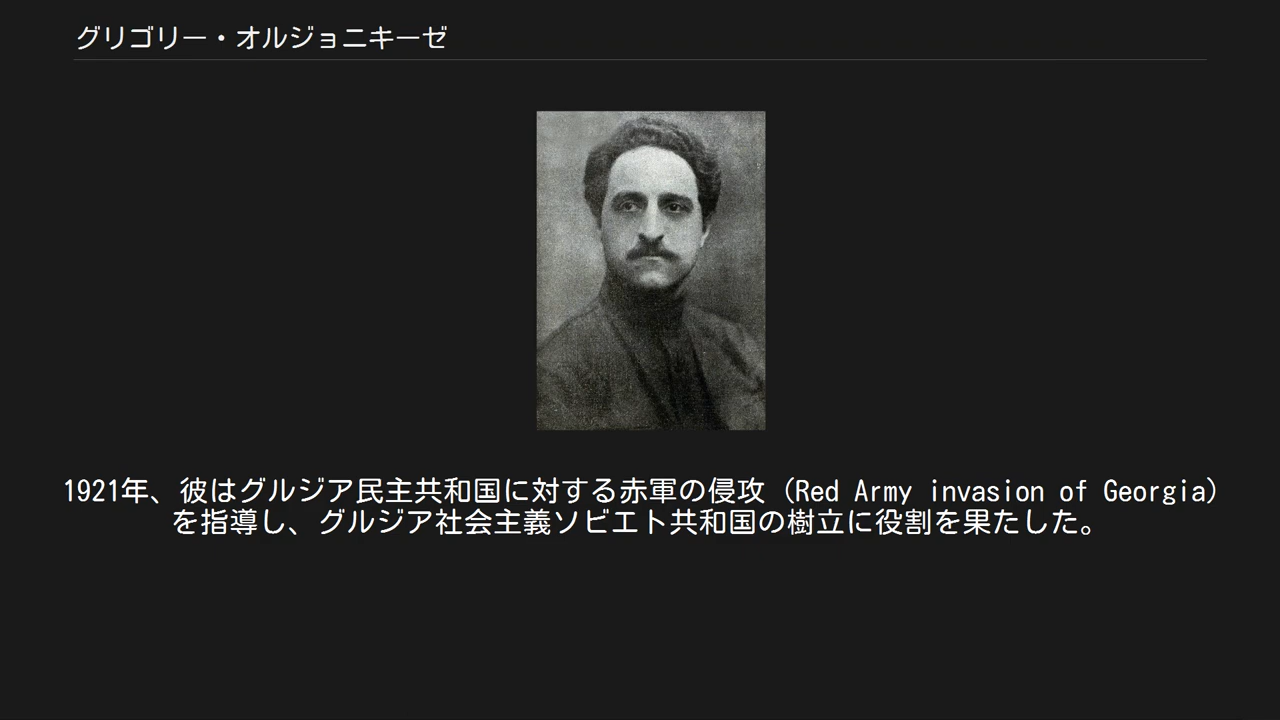 グリゴリー・オルジョニキーゼ
1921年、彼はグルジア民主共和国に対する赤軍の侵攻 (Red Army invasion of Georgia)
を指導し、グルジア社会主義ソビエト共和国の樹立に役割を果たした。